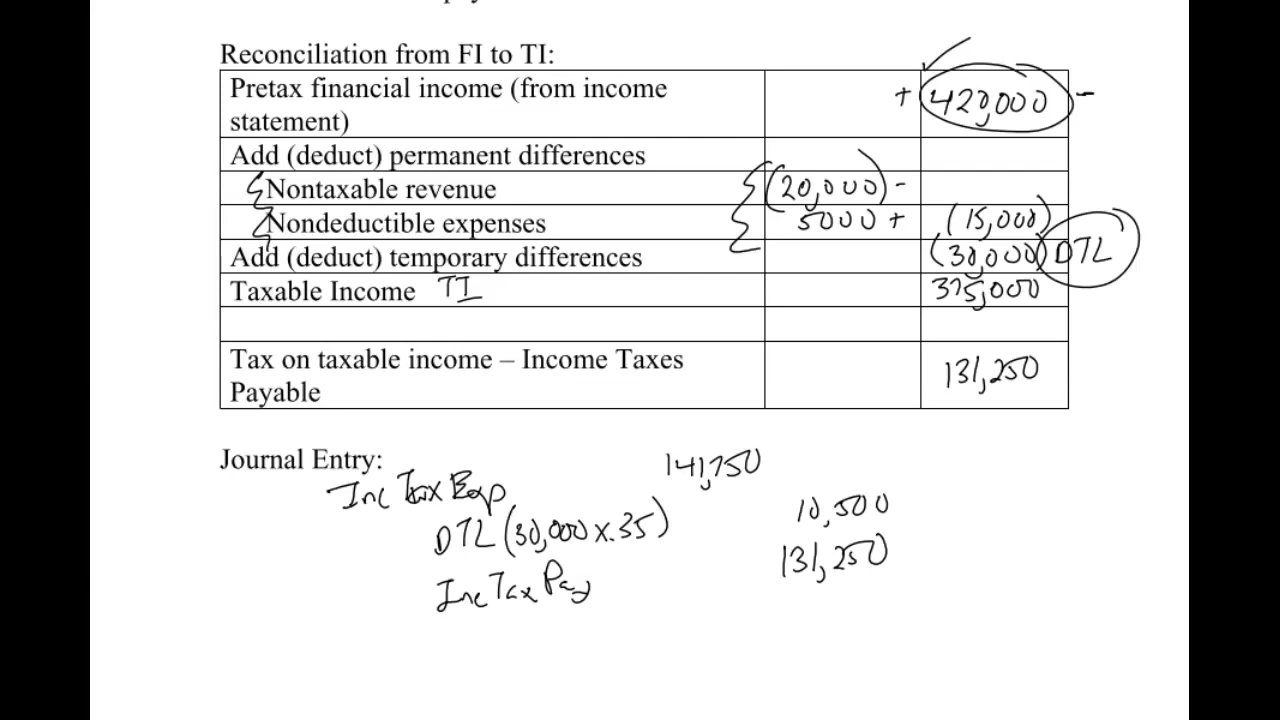 Reconciliation from FI to TI:
Pretax financial income (from income + 420,000 -
statement)
Add (deduct) permanent differences
Nontaxable revenue (20,000) -
Nondeductible expenses 5000 + (15,000)
Add (deduct) temporary differences (30,000) DTL
Taxable Income TI 375,000
Tax on taxable income – Income Taxes 131,250
Payable
Journal Entry:
Inc Tax Exp 141,750
DTL (30,000 x .35) 10,500
Inc Tax Pay 131,250